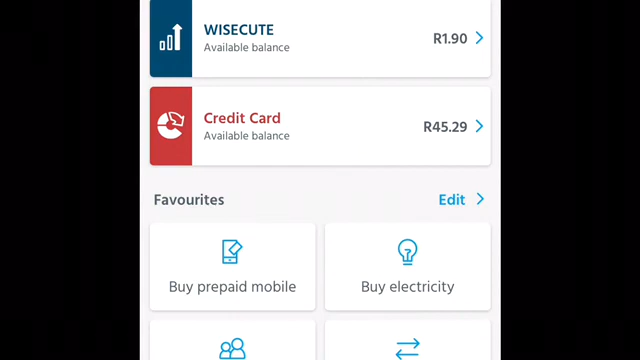 WISECUTE
Available balance
R1.90
Credit Card
Available balance
R45.29
Favourites
Edit
Buy prepaid mobile
Buy electricity